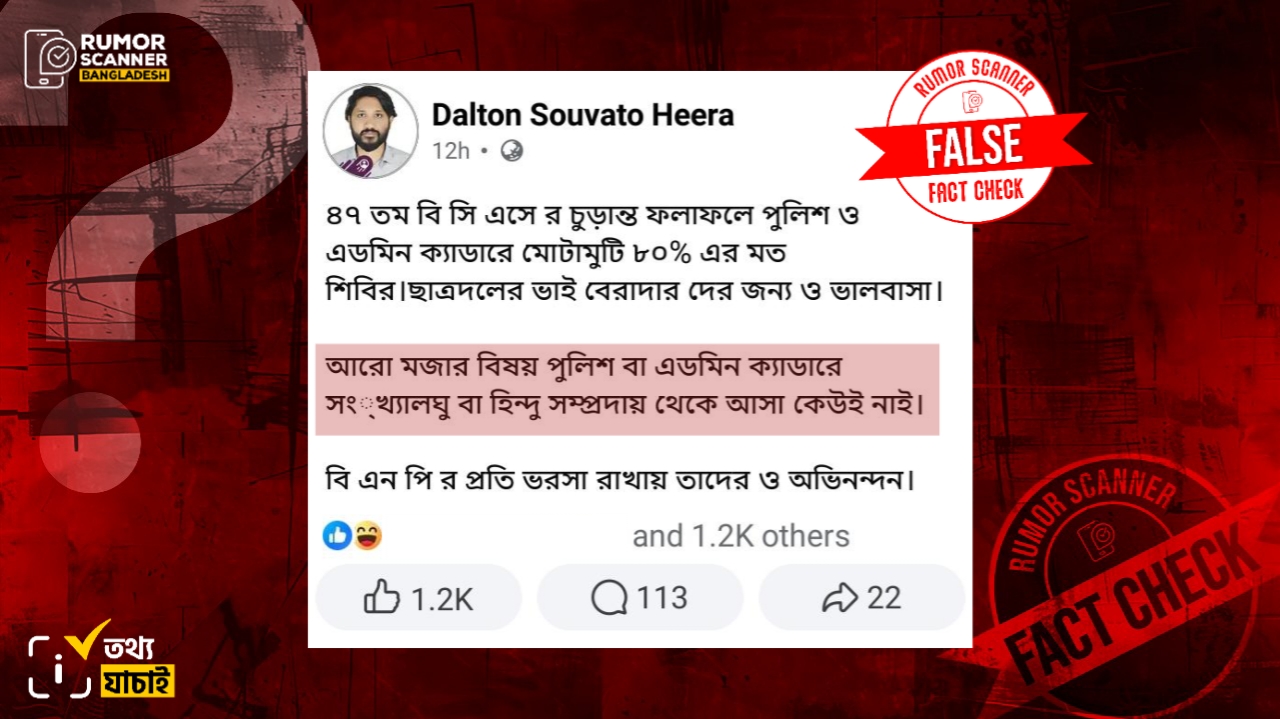 RUMOR
SCANNER
BANGLADESH
Dalton Souvato Heera
12h
RUMOR SCANNER
FALSE
FACT CHECK
৪৭ তম বি সি এসে র চুড়ান্ত ফলাফলে পুলিশ ও
এডমিন ক্যাডারে মোটামুটি ৮০% এর মত
শিবির।ছাত্রদলের ভাই বেরাদার দের জন্য ও ভালবাসা।
আরো মজার বিষয় পুলিশ বা এডমিন ক্যাডারে
সং্খ্যালঘু বা হিন্দু সম্প্রদায় থেকে আসা কেউই নাই।
বি এন পি র প্রতি ভরসা রাখায় তাদের ও অভিনন্দন।
and 1.2K others
1.2K 113 22
RUMOR SCANNER
FACT CHECK
তথ্য
যাচাই